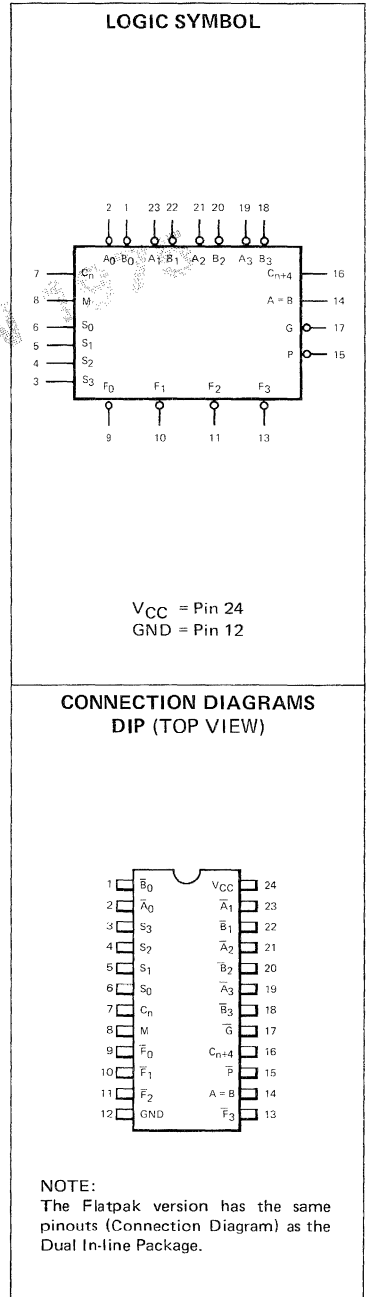 LOGIC SYMBOL
2 1 23 22 21 20 19 18
A0 B0 A1 B1 A2 B2 A3 B3
7 Cn Cn+4 16
8 M A = B 14
6 S0 G 17
5 S1 P 15
4 S2
3 S3 F0 F1 F2 F3
9 10 11 13
VCC = Pin 24
GND = Pin 12
CONNECTION DIAGRAMS
DIP (TOP VIEW)
1 B̅0 VCC 24
2 A̅0 A̅1 23
3 S3 B̅1 22
4 S2 A̅2 21
5 S1 B̅2 20
6 S0 A̅3 19
7 Cn B̅3 18
8 M G̅ 17
9 F̅0 Cn+4 16
10 F̅1 P̅ 15
11 F̅2 A = B 14
12 GND F̅3 13
NOTE:
The Flatpak version has the same
pinouts (Connection Diagram) as the
Dual In-line Package.